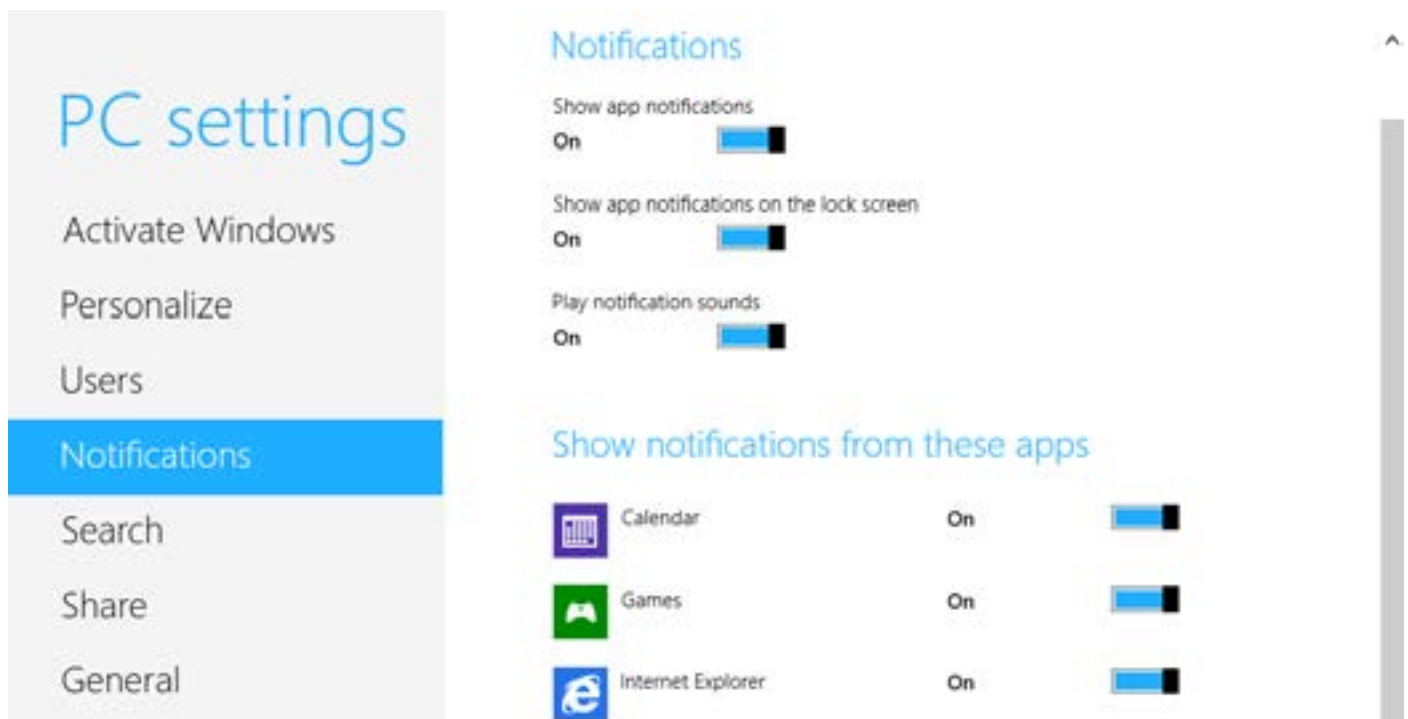 PC settings
Activate Windows
Personalize
Users
Notifications
Search
Share
General
Notifications
Show app notifications
On
Show app notifications on the lock screen
On
Play notification sounds
On
Show notifications from these apps
Calendar On
Games On
Internet Explorer On